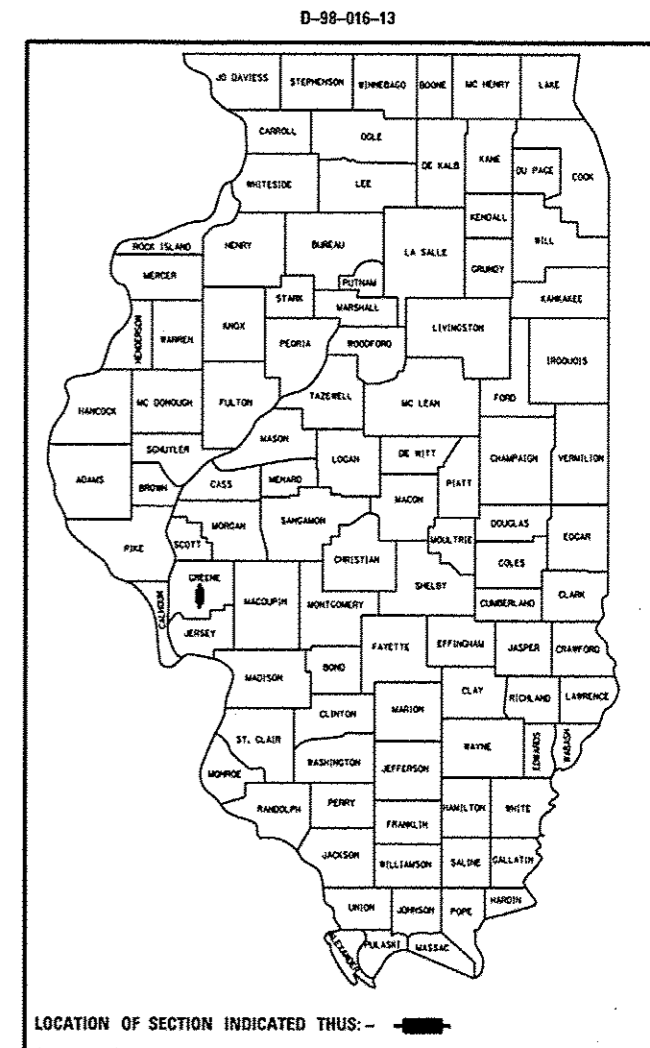 D-98-016-13
JO DAVIESS STEPHENSON WINNEBAGO BOONE MC HENRY LAKE
CARROLL OGLE
DE KALB KANE DU PAGE COOK
WHITESIDE LEE
KENDALL
WILL
ROCK ISLAND HENRY BUREAU LA SALLE
GRUNDY
MERCER PUTNAM
KANKAKEE
STARK MARSHALL
HENDERSON WARREN KNOX PEORIA WOODFORD LIVINGSTON
IROQUOIS
TAZEWELL MC LEAN FORD
HANCOCK MC DONOUGH FULTON
MASON
SCHUYLER LOGAN DE WITT CHAMPAIGN VERMILION
ADAMS BROWN CASS MENARD PIATT
MACON
MORGAN SANGAMON DOUGLAS
PIKE SCOTT CHRISTIAN MOULTRIE EDGAR
COLES
GREENE SHELBY
CALHOUN MACOUPIN MONTGOMERY CUMBERLAND CLARK
JERSEY
FAYETTE EFFINGHAM JASPER CRAWFORD
BOND
MADISON CLAY
RICHLAND LAWRENCE
CLINTON MARION
ST. CLAIR WAYNE EDWARDS WABASH
WASHINGTON JEFFERSON
MONROE
RANDOLPH PERRY HAMILTON WHITE
FRANKLIN
JACKSON WILLIAMSON SALINE GALLATIN
UNION JOHNSON POPE HARDIN
ALEXANDER PULASKI MASSAC
LOCATION OF SECTION INDICATED THUS: -